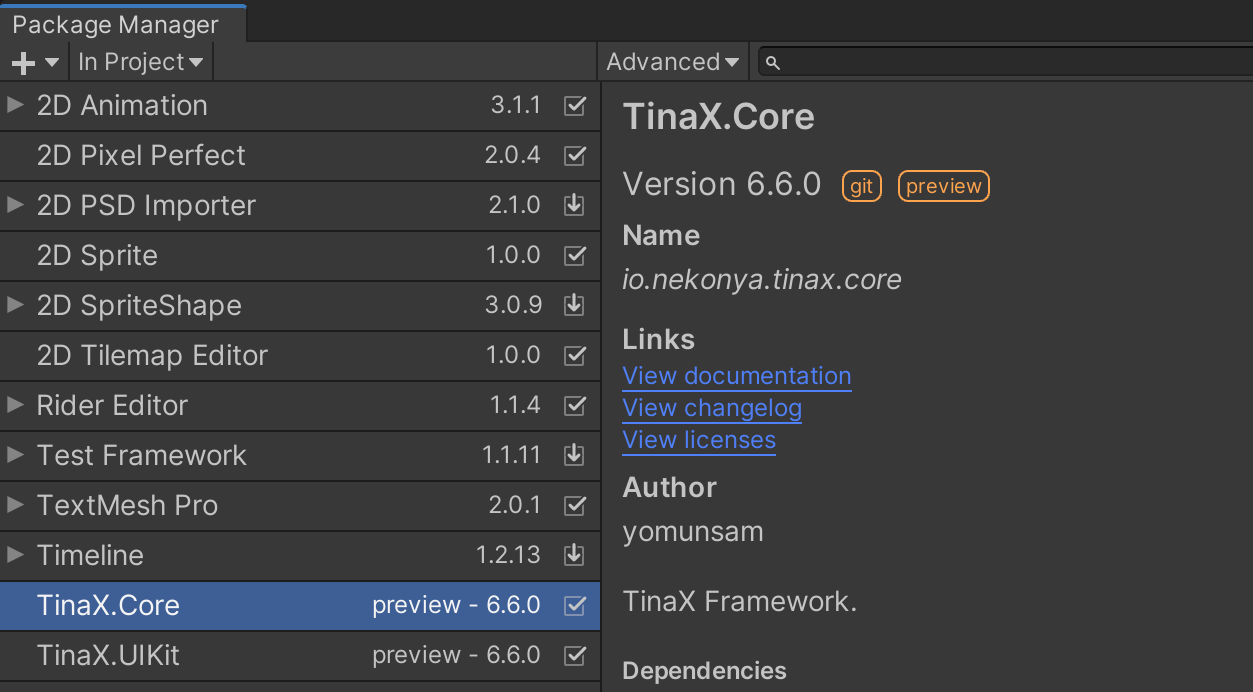 Package Manager
In Project
Advanced
2D Animation 3.1.1
2D Pixel Perfect 2.0.4
2D PSD Importer 2.1.0
2D Sprite 1.0.0
2D SpriteShape 3.0.9
2D Tilemap Editor 1.0.0
Rider Editor 1.1.4
Test Framework 1.1.11
TextMesh Pro 2.0.1
Timeline 1.2.13
TinaX.Core preview - 6.6.0
TinaX.UIKit preview - 6.6.0
TinaX.Core
Version 6.6.0 git preview
Name
io.nekonya.tinax.core
Links
View documentation
View changelog
View licenses
Author
yomunsam
TinaX Framework.
Dependencies